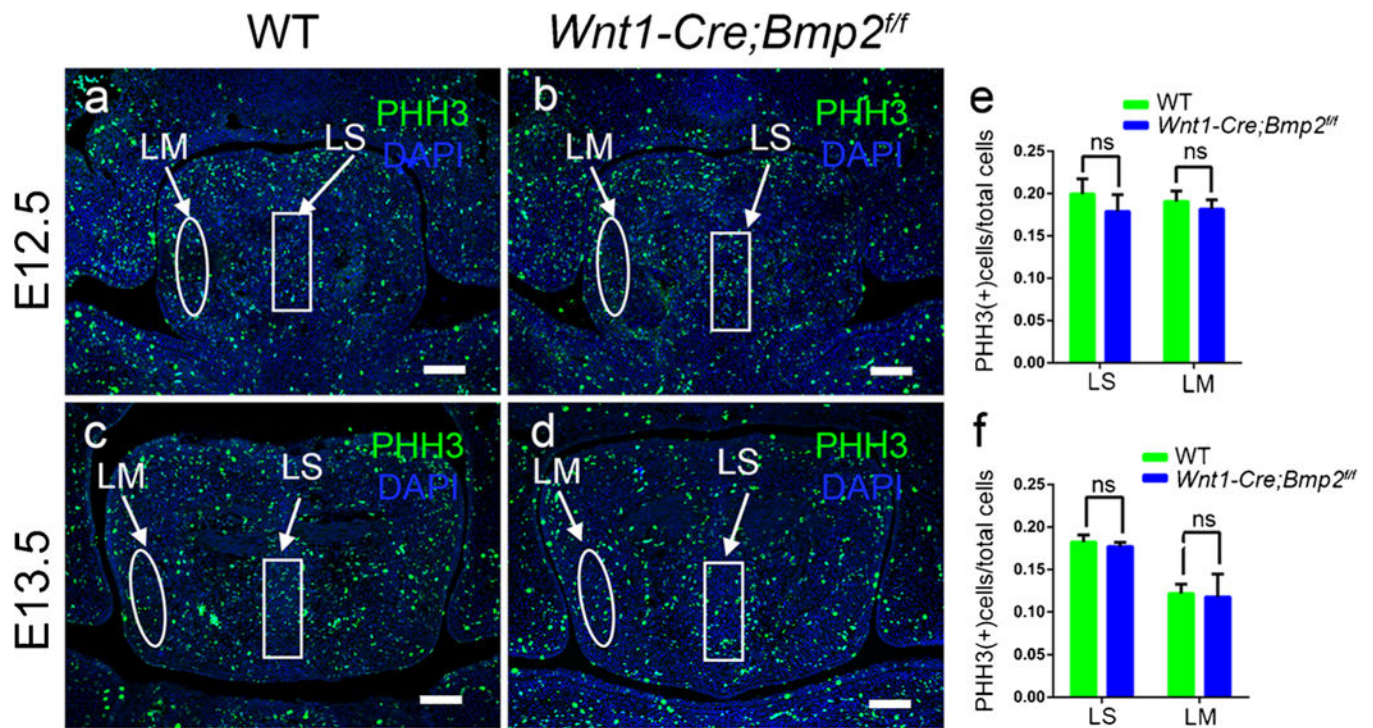 WT
Wnt1-Cre;Bmp2f/f
E12.5
a
PHH3
DAPI
LM
LS
b
PHH3
DAPI
LM
LS
e
WT
Wnt1-Cre;Bmp2f/f
PHH3(+)cells/total cells
0.25
0.20
0.15
0.10
0.05
0.00
ns
ns
LS
LM
E13.5
c
PHH3
DAPI
LM
LS
d
PHH3
DAPI
LM
LS
f
WT
Wnt1-Cre;Bmp2f/f
PHH3(+)cells/total cells
0.25
0.20
0.15
0.10
0.05
0.00
ns
ns
LS
LM